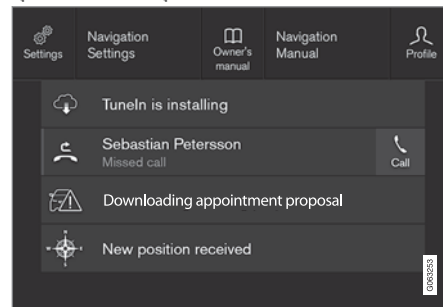 Settings
Navigation
Settings
Owner's
manual
Navigation
Manual
Profile
TuneIn is installing
Sebastian Petersson
Missed call
Call
Downloading appointment proposal
New position received
G063253